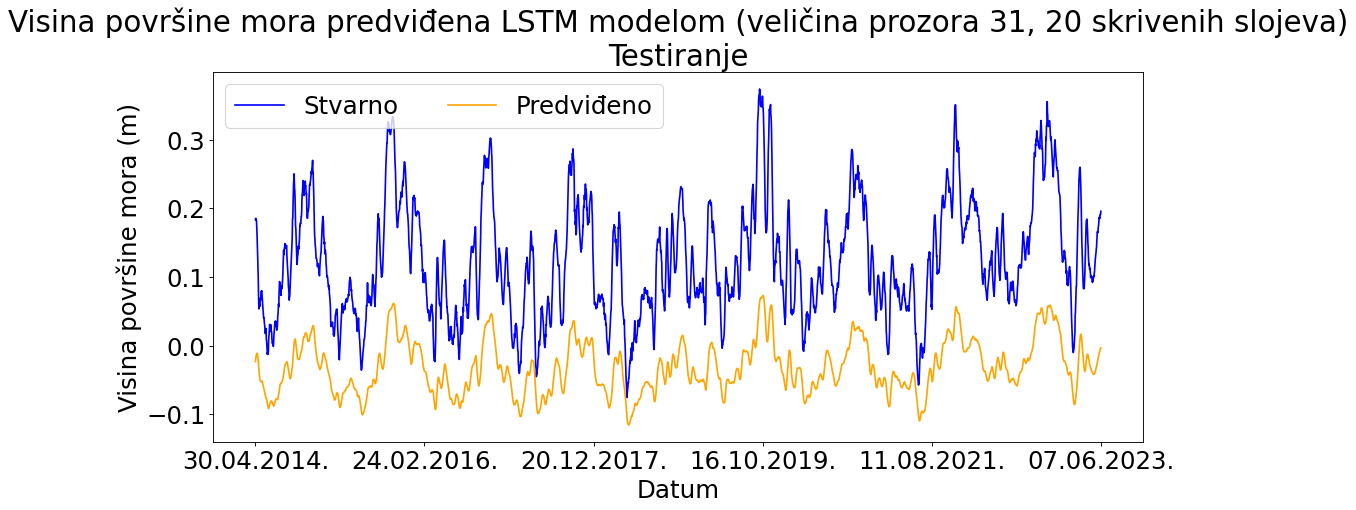 Visina površine mora predviđena LSTM modelom (veličina prozora 31, 20 skrivenih slojeva)
Testiranje
Stvarno Predviđeno
Visina površine mora (m)
0.3
0.2
0.1
0.0
−0.1
30.04.2014. 24.02.2016. 20.12.2017. 16.10.2019. 11.08.2021. 07.06.2023.
Datum